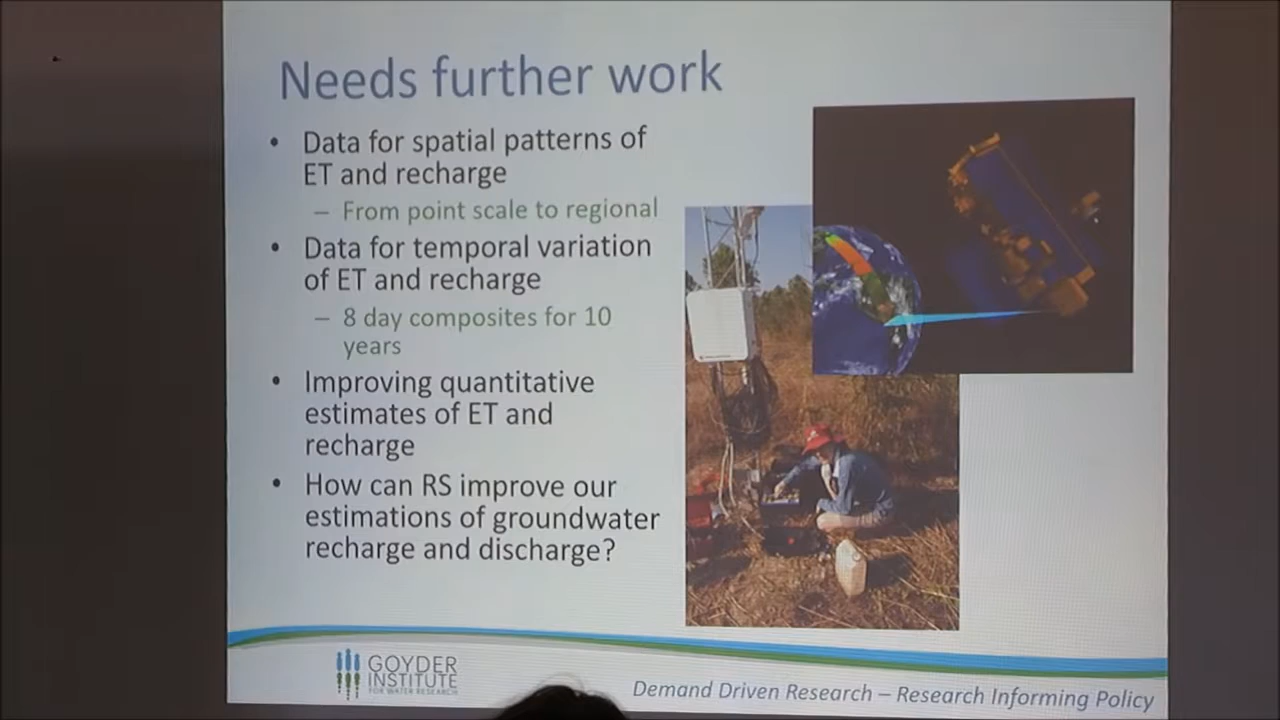 Needs further work
• Data for spatial patterns of
ET and recharge
– From point scale to regional
• Data for temporal variation
of ET and recharge
– 8 day composites for 10
years
• Improving quantitative
estimates of ET and
recharge
• How can RS improve our
estimations of groundwater
recharge and discharge?
GOYDER
INSTITUTE
FOR WATER RESEARCH
Demand Driven Research – Research Informing Policy